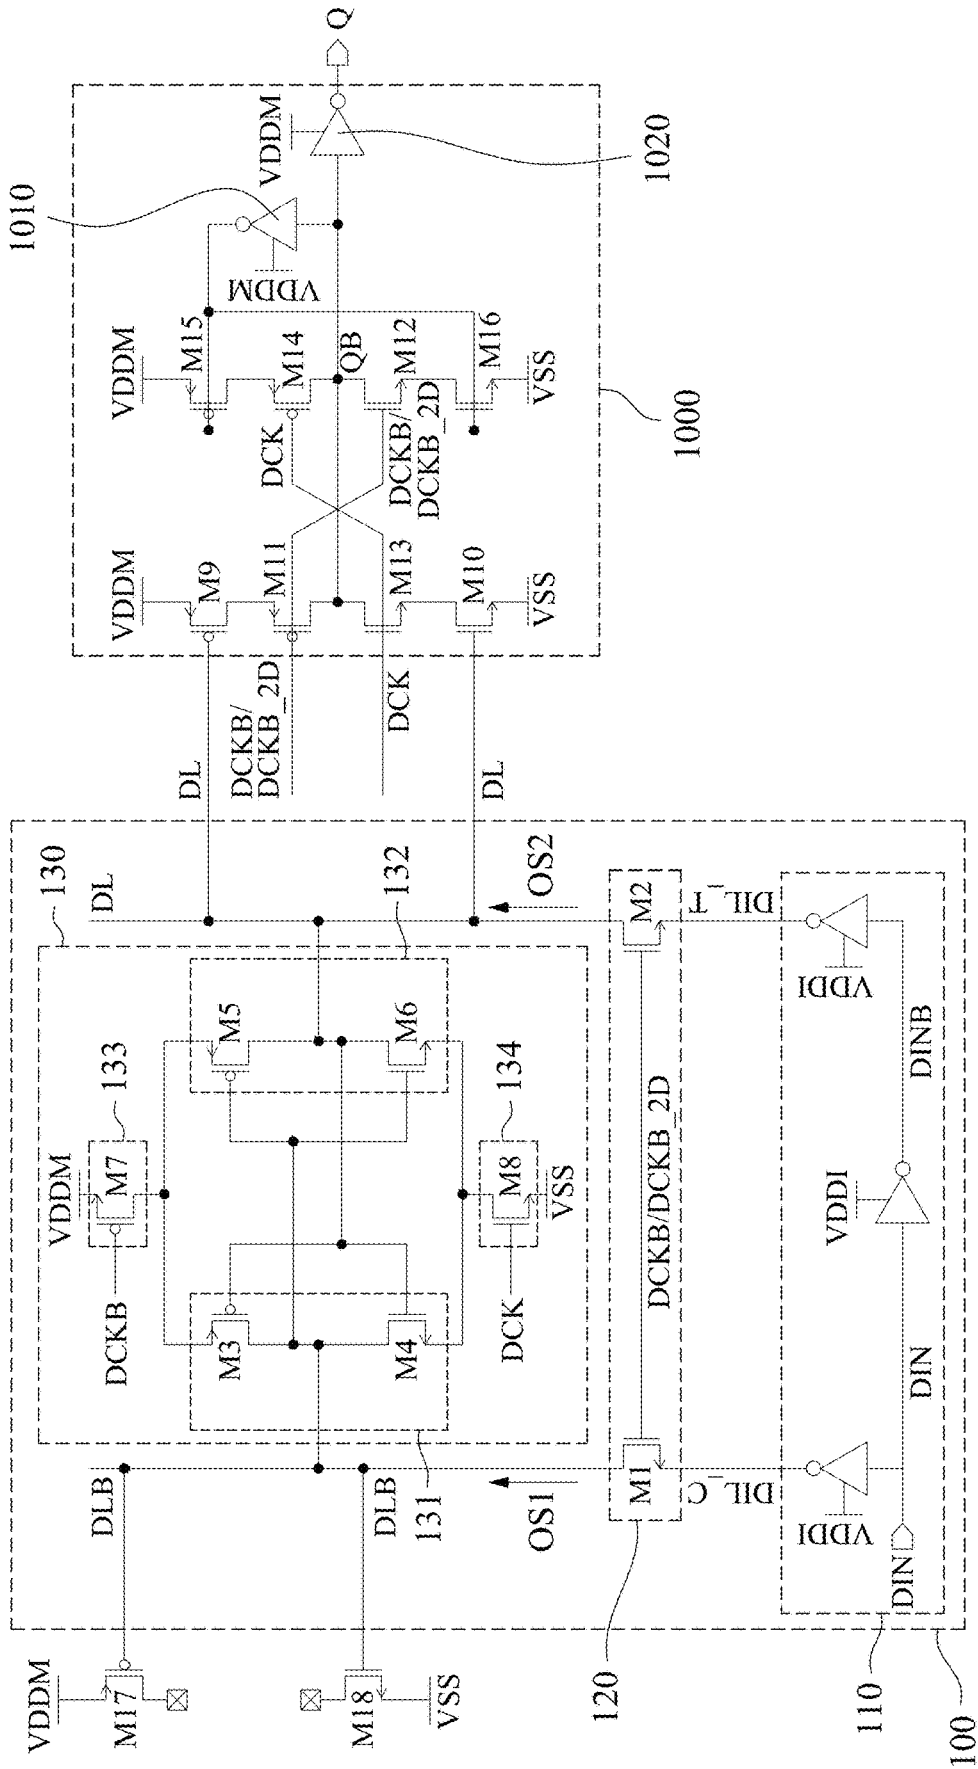 Q
VDDM
1020
1010
VDDM
VDDM
M15
M14
QB
M12
M16
VSS
1000
DCK
DCKB/
DCKB_2D
VDDM
M9
M11
M13
M10
VSS
DL
DCKB/
DCKB_2D
DCK
DL
130
DL
132
OS2
M2
DIL_T
VDDI
M5
M6
133
134
VDDM
M7
M8
VSS
DCKB
DCK
DCKB/DCKB_2D
DINB
VDDI
M3
M4
DIN
DLB
DLB
131
OS1
M1
DIL_C
VDDI
DIN
VDDM
M17
M18
VSS
120
110
100